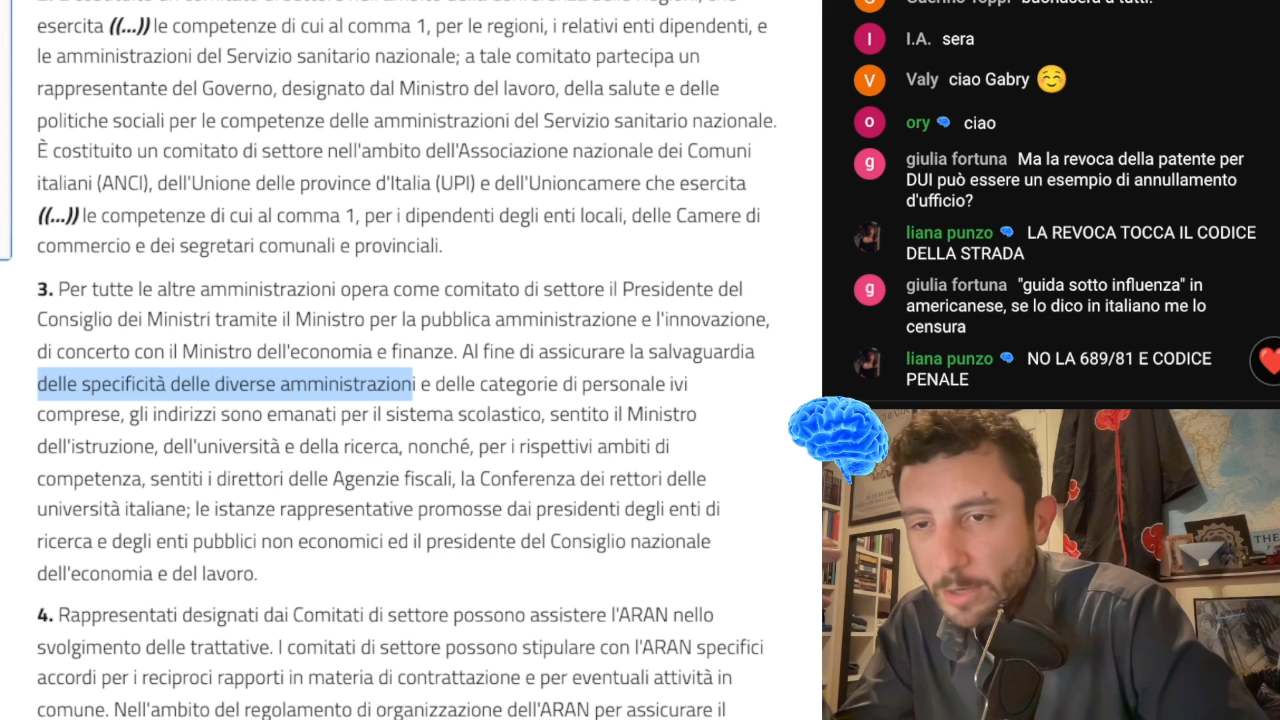 esercita ((...)) le competenze di cui al comma 1, per le regioni, i relativi enti dipendenti, e
le amministrazioni del Servizio sanitario nazionale; a tale comitato partecipa un
rappresentante del Governo, designato dal Ministro del lavoro, della salute e delle
politiche sociali per le competenze delle amministrazioni del Servizio sanitario nazionale.
È costituito un comitato di settore nell'ambito dell'Associazione nazionale dei Comuni
italiani (ANCI), dell'Unione delle province d'Italia (UPI) e dell'Unioncamere che esercita
((...)) le competenze di cui al comma 1, per i dipendenti degli enti locali, delle Camere di
commercio e dei segretari comunali e provinciali.
3. Per tutte le altre amministrazioni opera come comitato di settore il Presidente del
Consiglio dei Ministri tramite il Ministro per la pubblica amministrazione e l'innovazione,
di concerto con il Ministro dell'economia e finanze. Al fine di assicurare la salvaguardia
delle specificità delle diverse amministrazioni e delle categorie di personale ivi
comprese, gli indirizzi sono emanati per il sistema scolastico, sentito il Ministro
dell'istruzione, dell'università e della ricerca, nonché, per i rispettivi ambiti di
competenza, sentiti i direttori delle Agenzie fiscali, la Conferenza dei rettori delle
università italiane; le istanze rappresentative promosse dai presidenti degli enti di
ricerca e degli enti pubblici non economici ed il presidente del Consiglio nazionale
dell'economia e del lavoro.
4. Rappresentati designati dai Comitati di settore possono assistere l'ARAN nello
svolgimento delle trattative. I comitati di settore possono stipulare con l'ARAN specifici
accordi per i reciproci rapporti in materia di contrattazione e per eventuali attività in
comune. Nell'ambito del regolamento di organizzazione dell'ARAN per assicurare il
I
I.A. sera
V
Valy ciao Gabry
o
ory ciao
g
giulia fortuna Ma la revoca della patente per
DUI può essere un esempio di annullamento
d'ufficio?
liana punzo LA REVOCA TOCCA IL CODICE
DELLA STRADA
g
giulia fortuna "guida sotto influenza" in
americanese, se lo dico in italiano me lo
censura
liana punzo NO LA 689/81 E CODICE
PENALE